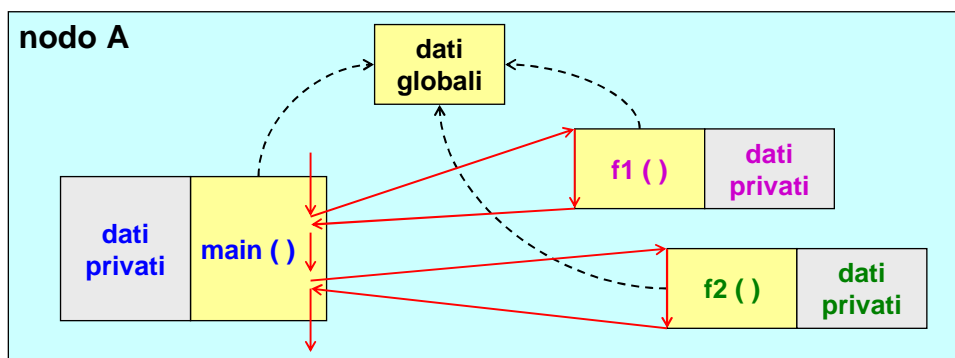 nodo A
dati
globali
f1 ( )
dati
privati
dati
privati
main ( )
f2 ( )
dati
privati